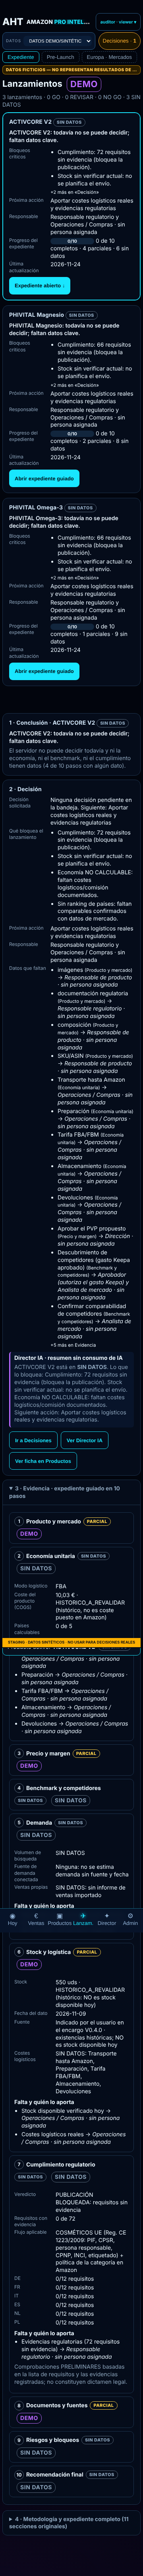 AHT AMAZON PRO INTEL...
auditor · viewer ▾
DATOS DATOS DEMO/SINTÉTIC
Decisiones 1
Expediente Pre-Launch Europa · Mercados
DATOS FICTICIOS — NO REPRESENTAN RESULTADOS DE ...
Lanzamientos DEMO
3 lanzamientos · 0 GO · 0 REVISAR · 0 NO GO · 3 SIN
DATOS
ACTIVCORE V2 SIN DATOS
ACTIVCORE V2: todavía no se puede decidir;
faltan datos clave.
Bloqueos críticos
• Cumplimiento: 72 requisitos
sin evidencia (bloquea la
publicación).
• Stock sin verificar actual: no
se planifica el envío.
+2 más en «Decisión»
Próxima acción
Aportar costes logísticos reales
y evidencias regulatorias
Responsable
Responsable regulatorio y
Operaciones / Compras · sin
persona asignada
Progreso del expediente
0/10 0 de 10
completos · 4 parciales · 6 sin
datos
Última actualización
2026-11-24
Expediente abierto ↓
PHIVITAL Magnesio SIN DATOS
PHIVITAL Magnesio: todavía no se puede
decidir; faltan datos clave.
Bloqueos críticos
• Cumplimiento: 66 requisitos
sin evidencia (bloquea la
publicación).
• Stock sin verificar actual: no
se planifica el envío.
+2 más en «Decisión»
Próxima acción
Aportar costes logísticos reales
y evidencias regulatorias
Responsable
Responsable regulatorio y
Operaciones / Compras · sin
persona asignada
Progreso del expediente
0/10 0 de 10
completos · 2 parciales · 8 sin
datos
Última actualización
2026-11-24
Abrir expediente guiado
PHIVITAL Omega-3 SIN DATOS
PHIVITAL Omega-3: todavía no se puede
decidir; faltan datos clave.
Bloqueos críticos
• Cumplimiento: 66 requisitos
sin evidencia (bloquea la
publicación).
• Stock sin verificar actual: no
se planifica el envío.
+2 más en «Decisión»
Próxima acción
Aportar costes logísticos reales
y evidencias regulatorias
Responsable
Responsable regulatorio y
Operaciones / Compras · sin
persona asignada
Progreso del expediente
0/10 0 de 10
completos · 1 parciales · 9 sin
datos
Última actualización
2026-11-24
Abrir expediente guiado
1 · Conclusión · ACTIVCORE V2 SIN DATOS
ACTIVCORE V2: todavía no se puede decidir;
faltan datos clave.
El servidor no puede decidir todavía y ni la
economía, ni el benchmark, ni el cumplimiento
tienen datos (4 de 10 pasos con algún dato).
2 · Decisión
Decisión solicitada
Ninguna decisión pendiente en
la bandeja. Siguiente: Aportar
costes logísticos reales y
evidencias regulatorias
Qué bloquea el lanzamiento
• Cumplimiento: 72 requisitos
sin evidencia (bloquea la
publicación).
• Stock sin verificar actual: no
se planifica el envío.
• Economía NO CALCULABLE:
faltan costes
logísticos/comisión
documentados.
• Sin ranking de países: faltan
comparables confirmados
con datos de mercado.
Próxima acción
Aportar costes logísticos reales
y evidencias regulatorias
Responsable
Responsable regulatorio y
Operaciones / Compras · sin
persona asignada
Datos que faltan
• imágenes (Producto y mercado)
→ Responsable de producto
· sin persona asignada
• documentación regulatoria
(Producto y mercado) →
Responsable regulatorio ·
sin persona asignada
• composición (Producto y
mercado) → Responsable de
producto · sin persona
asignada
• SKU/ASIN (Producto y mercado)
→ Responsable de producto
· sin persona asignada
• Transporte hasta Amazon
(Economía unitaria) →
Operaciones / Compras · sin
persona asignada
• Preparación (Economía unitaria)
→ Operaciones / Compras ·
sin persona asignada
• Tarifa FBA/FBM (Economía
unitaria) → Operaciones /
Compras · sin persona
asignada
• Almacenamiento (Economía
unitaria) → Operaciones /
Compras · sin persona
asignada
• Devoluciones (Economía
unitaria) → Operaciones /
Compras · sin persona
asignada
• Aprobar el PVP propuesto
(Precio y margen) → Dirección ·
sin persona asignada
• Descubrimiento de
competidores (gasto Keepa
aprobado) (Benchmark y
competidores) → Aprobador
(autoriza el gasto Keepa) y
Analista de mercado · sin
persona asignada
• Confirmar comparabilidad
de competidores (Benchmark
y competidores) → Analista de
mercado · sin persona
asignada
+5 más en Evidencia
Director IA · resumen sin consumo de IA
ACTIVCORE V2 está en SIN DATOS. Lo que
lo bloquea: Cumplimiento: 72 requisitos
sin evidencia (bloquea la publicación). Stock
sin verificar actual: no se planifica el envío.
Economía NO CALCULABLE: faltan costes
logísticos/comisión documentados.
Siguiente acción: Aportar costes logísticos
reales y evidencias regulatorias.
Ir a Decisiones
Ver Director IA
Ver ficha en Productos
▼ 3 · Evidencia · expediente guiado en 10
pasos
1 Producto y mercado PARCIAL
DEMO
2 Economía unitaria SIN DATOS
SIN DATOS
Modo logístico
FBA
Coste del producto (COGS)
10,03 € ·
HISTORICO_A_REVALIDAR
(histórico, no es coste
puesto en Amazon)
Países calculables
0 de 5
STAGING · DATOS SINTÉTICOS · NO USAR PARA DECISIONES REALES
Operaciones / Compras · sin persona
asignada
• Preparación → Operaciones / Compras ·
sin persona asignada
• Tarifa FBA/FBM → Operaciones /
Compras · sin persona asignada
• Almacenamiento → Operaciones /
Compras · sin persona asignada
• Devoluciones → Operaciones / Compras ·
sin persona asignada
3 Precio y margen PARCIAL
DEMO
4 Benchmark y competidores
SIN DATOS SIN DATOS
5 Demanda SIN DATOS
SIN DATOS
Volumen de búsqueda
SIN DATOS
Fuente de demanda conectada
Ninguna: no se estima
demanda sin fuente y fecha
Ventas propias
SIN DATOS: sin informe de
ventas importado
Falta y quién lo aporta
Hoy Ventas Productos Lanzam. Director Admin
6 Stock y logística PARCIAL
DEMO
Stock
550 uds ·
HISTORICO_A_REVALIDAR
(histórico: NO es stock
disponible hoy)
Fecha del dato
2026-11-09
Fuente
Indicado por el usuario en
el encargo V0.4.0 ·
existencias históricas; NO
es stock disponible hoy
Costes logísticos
SIN DATOS: Transporte
hasta Amazon,
Preparación, Tarifa
FBA/FBM,
Almacenamiento,
Devoluciones
Falta y quién lo aporta
• Stock disponible verificado hoy →
Operaciones / Compras · sin persona
asignada
• Costes logísticos reales → Operaciones
/ Compras · sin persona asignada
7 Cumplimiento regulatorio
SIN DATOS SIN DATOS
Veredicto
PUBLICACIÓN
BLOQUEADA: requisitos sin
evidencia
Requisitos con evidencia
0 de 72
Flujo aplicable
COSMÉTICOS UE (Reg. CE
1223/2009: PIF, CPSR,
persona responsable,
CPNP, INCI, etiquetado) +
política de la categoría en
Amazon
DE 0/12 requisitos
FR 0/12 requisitos
IT 0/12 requisitos
ES 0/12 requisitos
NL 0/12 requisitos
PL 0/12 requisitos
Falta y quién lo aporta
• Evidencias regulatorias (72 requisitos
sin evidencia) → Responsable
regulatorio · sin persona asignada
Comprobaciones PRELIMINARES basadas
en la lista de requisitos y las evidencias
registradas; no constituyen dictamen legal.
8 Documentos y fuentes PARCIAL
DEMO
9 Riesgos y bloqueos SIN DATOS
SIN DATOS
10 Recomendación final SIN DATOS
SIN DATOS
► 4 · Metodología y expediente completo (11
secciones originales)